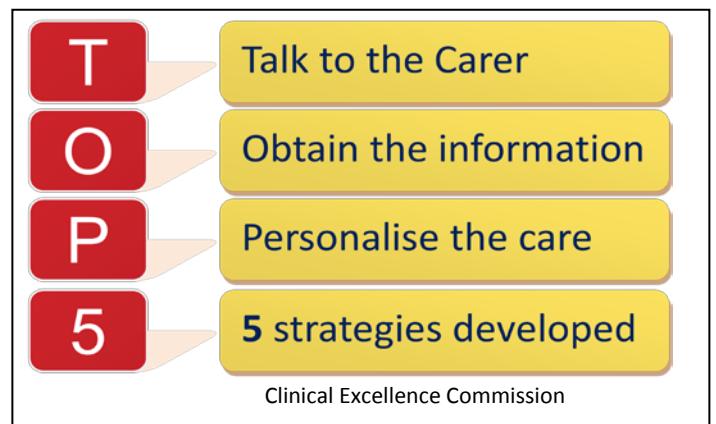 T Talk to the Carer
O Obtain the information
P Personalise the care
5 5 strategies developed
Clinical Excellence Commission